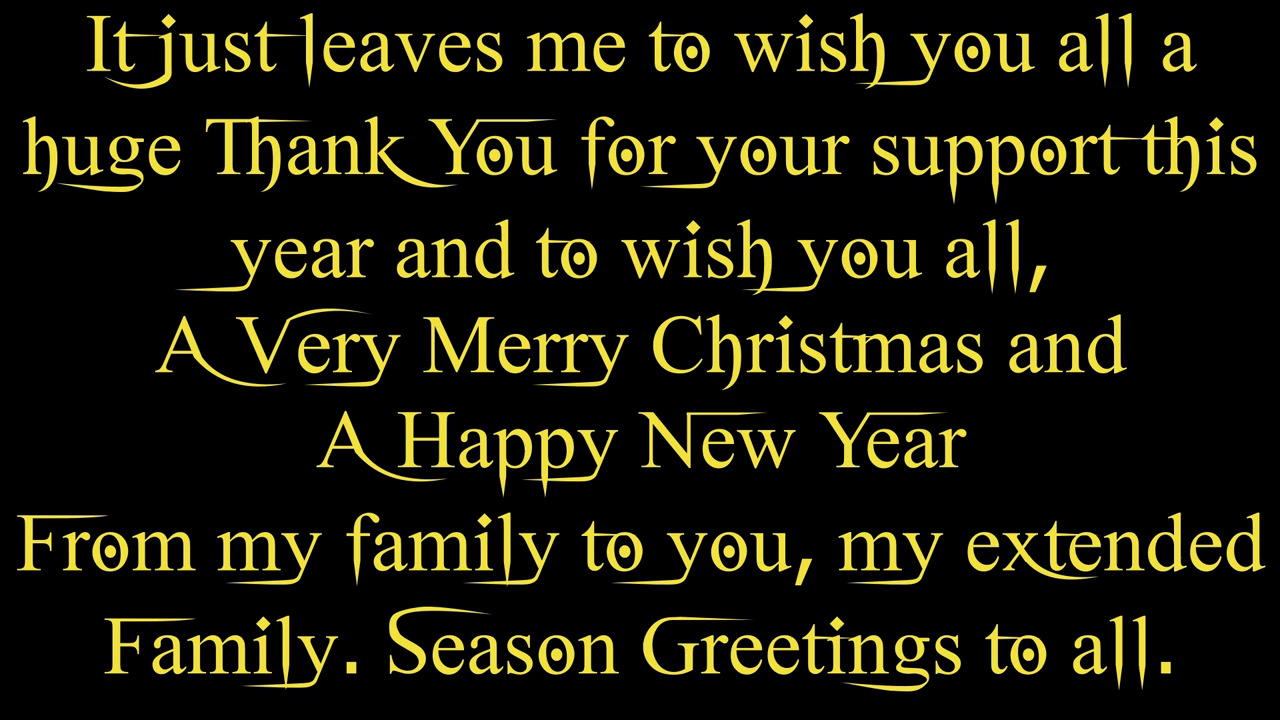 It just leaves me to wish you all a
huge Thank You for your support this
year and to wish you all,
A Very Merry Christmas and
A Happy New Year
From my family to you, my extended
Family. Season Greetings to all.